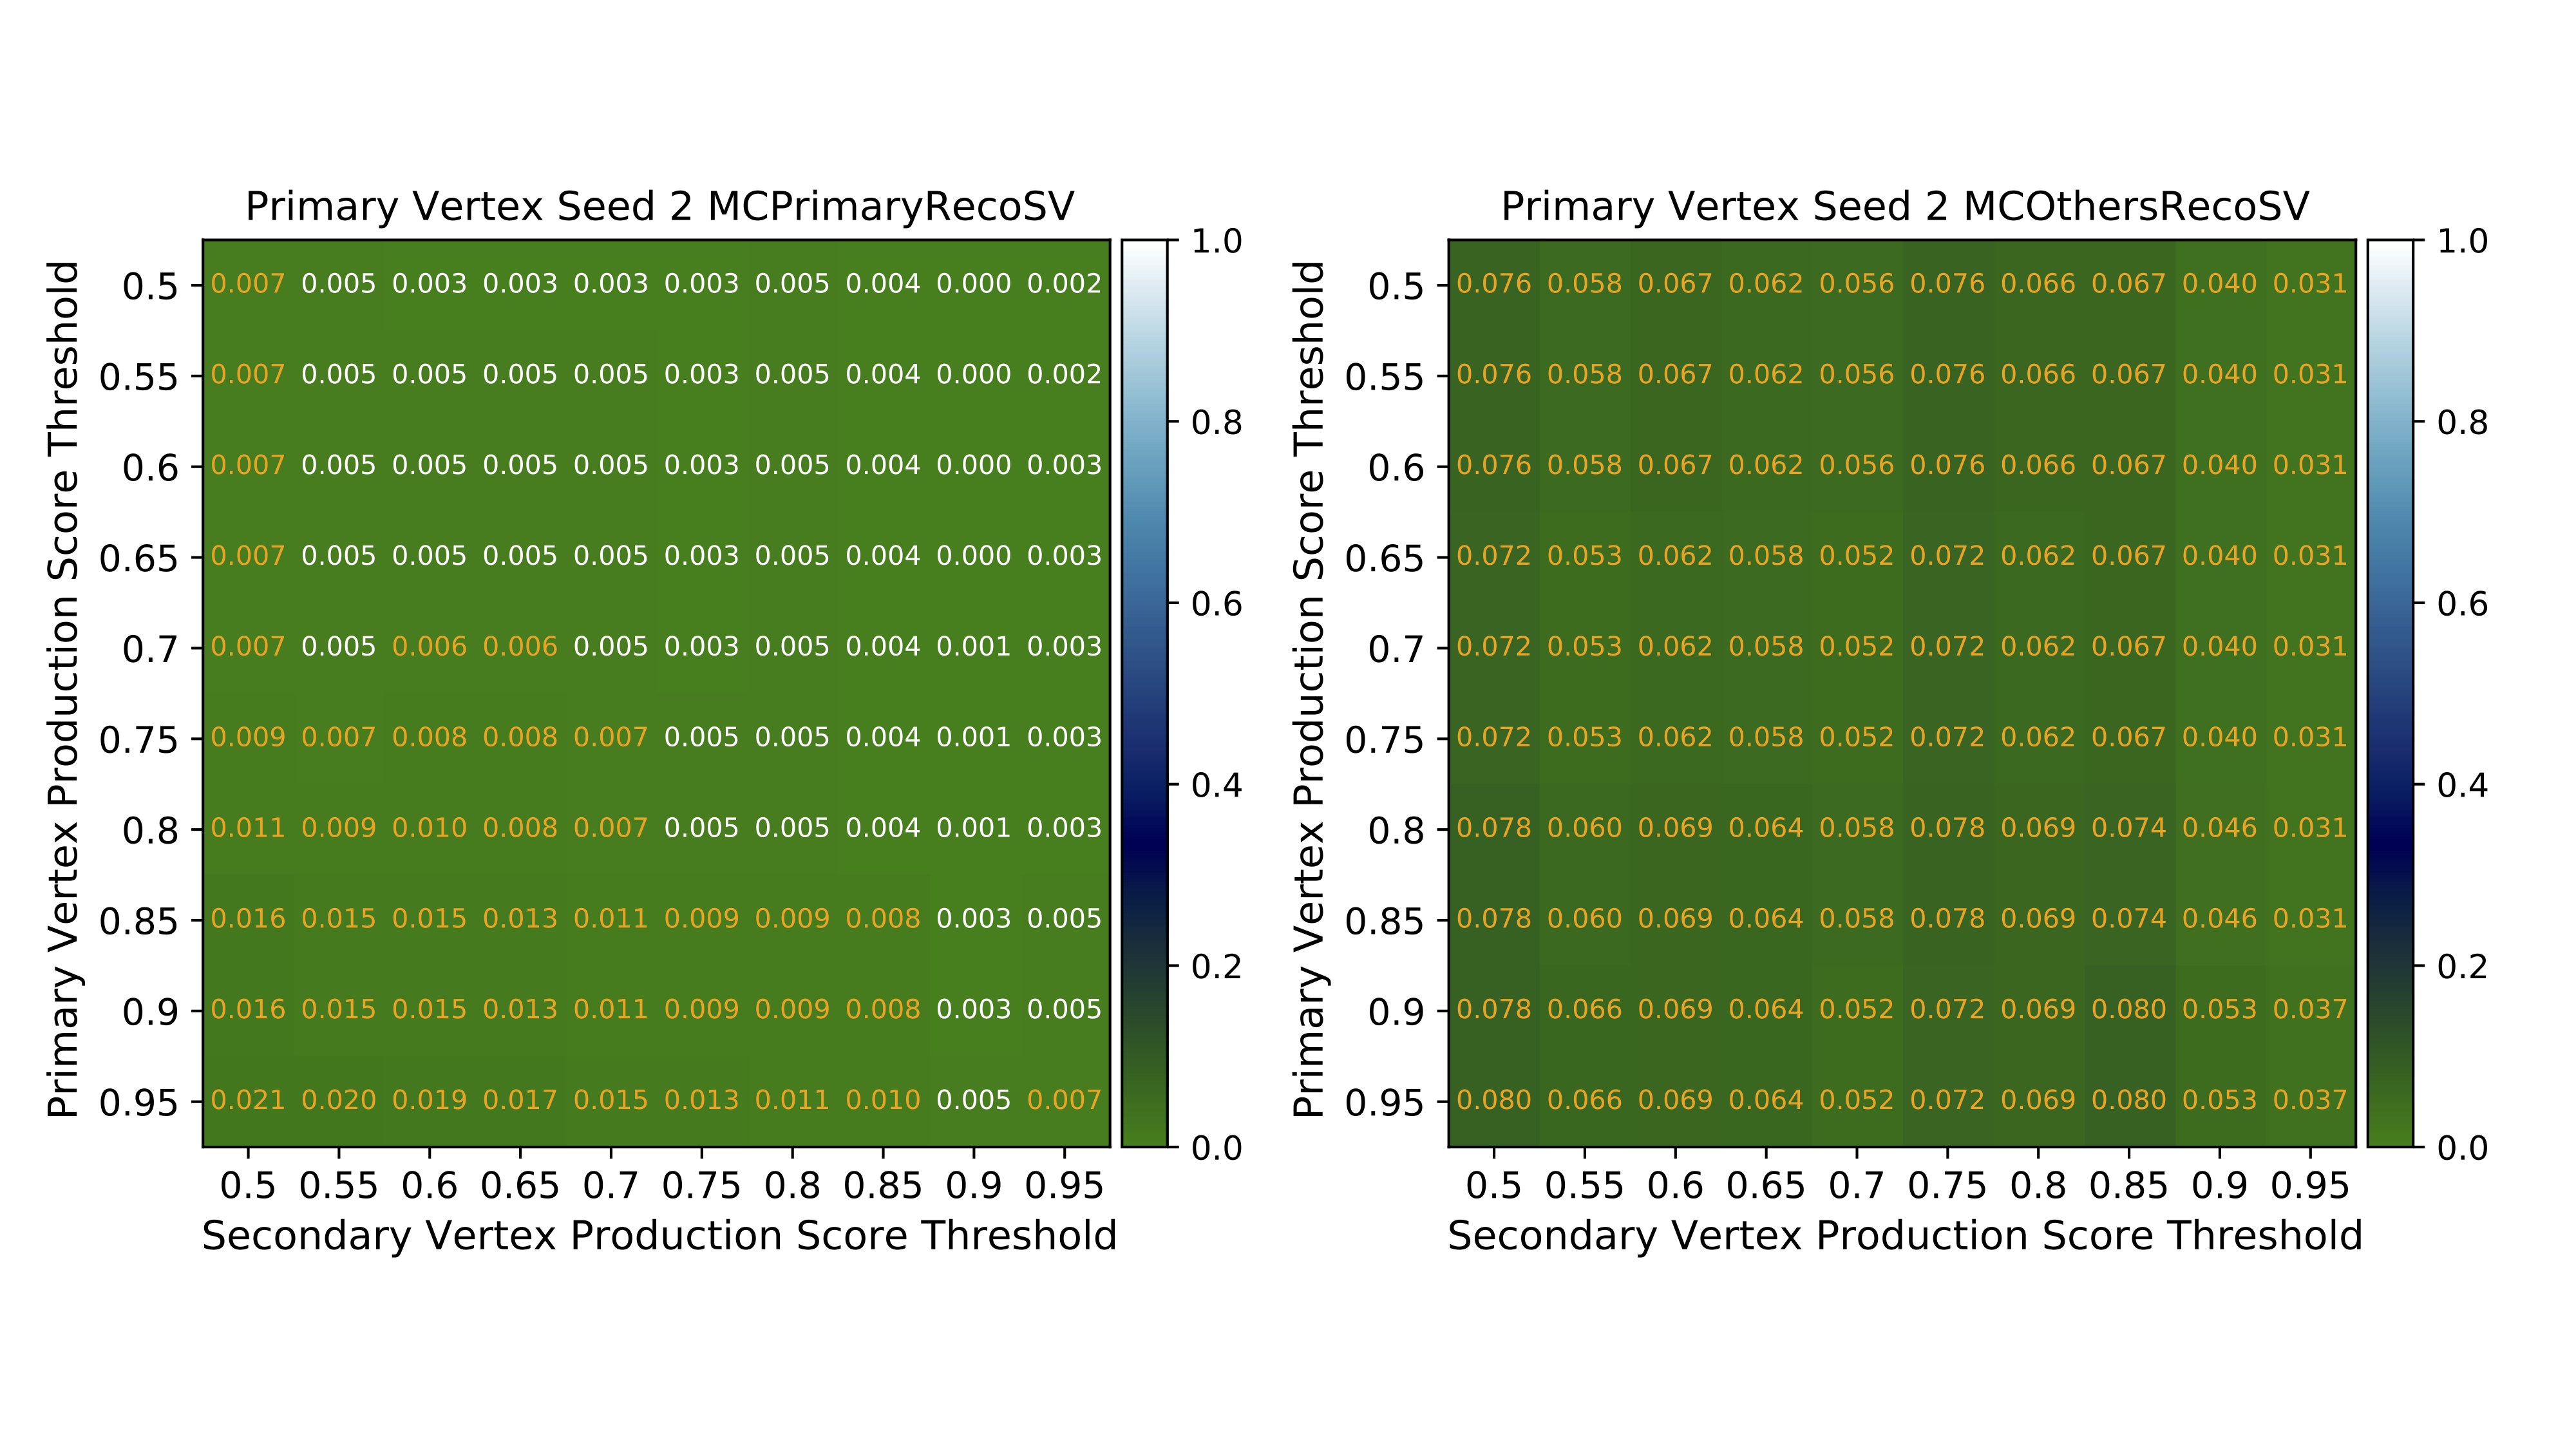 Primary Vertex Seed 2 MCPrimaryRecoSV
Primary Vertex Production Score Threshold
0.5 0.007 0.005 0.003 0.003 0.003 0.003 0.005 0.004 0.000 0.002
0.55 0.007 0.005 0.005 0.005 0.005 0.003 0.005 0.004 0.000 0.002
0.6 0.007 0.005 0.005 0.005 0.005 0.003 0.005 0.004 0.000 0.003
0.65 0.007 0.005 0.005 0.005 0.005 0.003 0.005 0.004 0.000 0.003
0.7 0.007 0.005 0.006 0.006 0.005 0.003 0.005 0.004 0.001 0.003
0.75 0.009 0.007 0.008 0.008 0.007 0.005 0.005 0.004 0.001 0.003
0.8 0.011 0.009 0.010 0.008 0.007 0.005 0.005 0.004 0.001 0.003
0.85 0.016 0.015 0.015 0.013 0.011 0.009 0.009 0.008 0.003 0.005
0.9 0.016 0.015 0.015 0.013 0.011 0.009 0.009 0.008 0.003 0.005
0.95 0.021 0.020 0.019 0.017 0.015 0.013 0.011 0.010 0.005 0.007
0.5 0.55 0.6 0.65 0.7 0.75 0.8 0.85 0.9 0.95
Secondary Vertex Production Score Threshold
1.0
0.8
0.6
0.4
0.2
0.0
Primary Vertex Seed 2 MCOthersRecoSV
Primary Vertex Production Score Threshold
0.5 0.076 0.058 0.067 0.062 0.056 0.076 0.066 0.067 0.040 0.031
0.55 0.076 0.058 0.067 0.062 0.056 0.076 0.066 0.067 0.040 0.031
0.6 0.076 0.058 0.067 0.062 0.056 0.076 0.066 0.067 0.040 0.031
0.65 0.072 0.053 0.062 0.058 0.052 0.072 0.062 0.067 0.040 0.031
0.7 0.072 0.053 0.062 0.058 0.052 0.072 0.062 0.067 0.040 0.031
0.75 0.072 0.053 0.062 0.058 0.052 0.072 0.062 0.067 0.040 0.031
0.8 0.078 0.060 0.069 0.064 0.058 0.078 0.069 0.074 0.046 0.031
0.85 0.078 0.060 0.069 0.064 0.058 0.078 0.069 0.074 0.046 0.031
0.9 0.078 0.066 0.069 0.064 0.052 0.072 0.069 0.080 0.053 0.037
0.95 0.080 0.066 0.069 0.064 0.052 0.072 0.069 0.080 0.053 0.037
0.5 0.55 0.6 0.65 0.7 0.75 0.8 0.85 0.9 0.95
Secondary Vertex Production Score Threshold
1.0
0.8
0.6
0.4
0.2
0.0